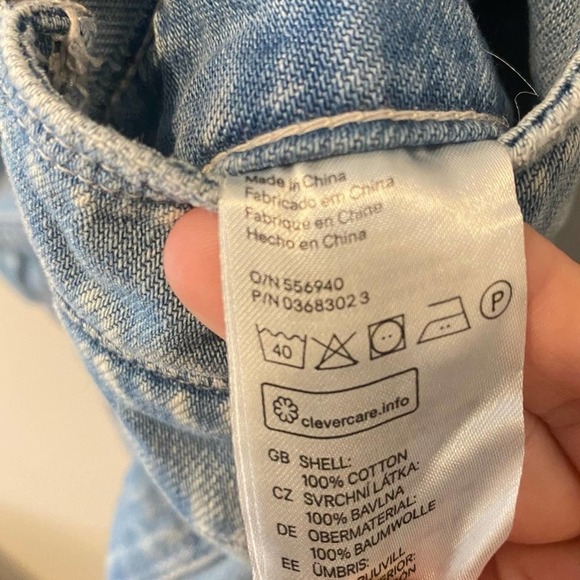 Made in China
Fabricado em China
Fabriqué en Chine
Hecho en China
O/N 556940
P/N 0368302 3
40 P
clevercare.info
GB SHELL:
100% COTTON
CZ SVRCHNÍ LÁTKA:
100% BAVLNA
DE OBERMATERIAL:
100% BAUMWOLLE
EE ÜMBRIS: